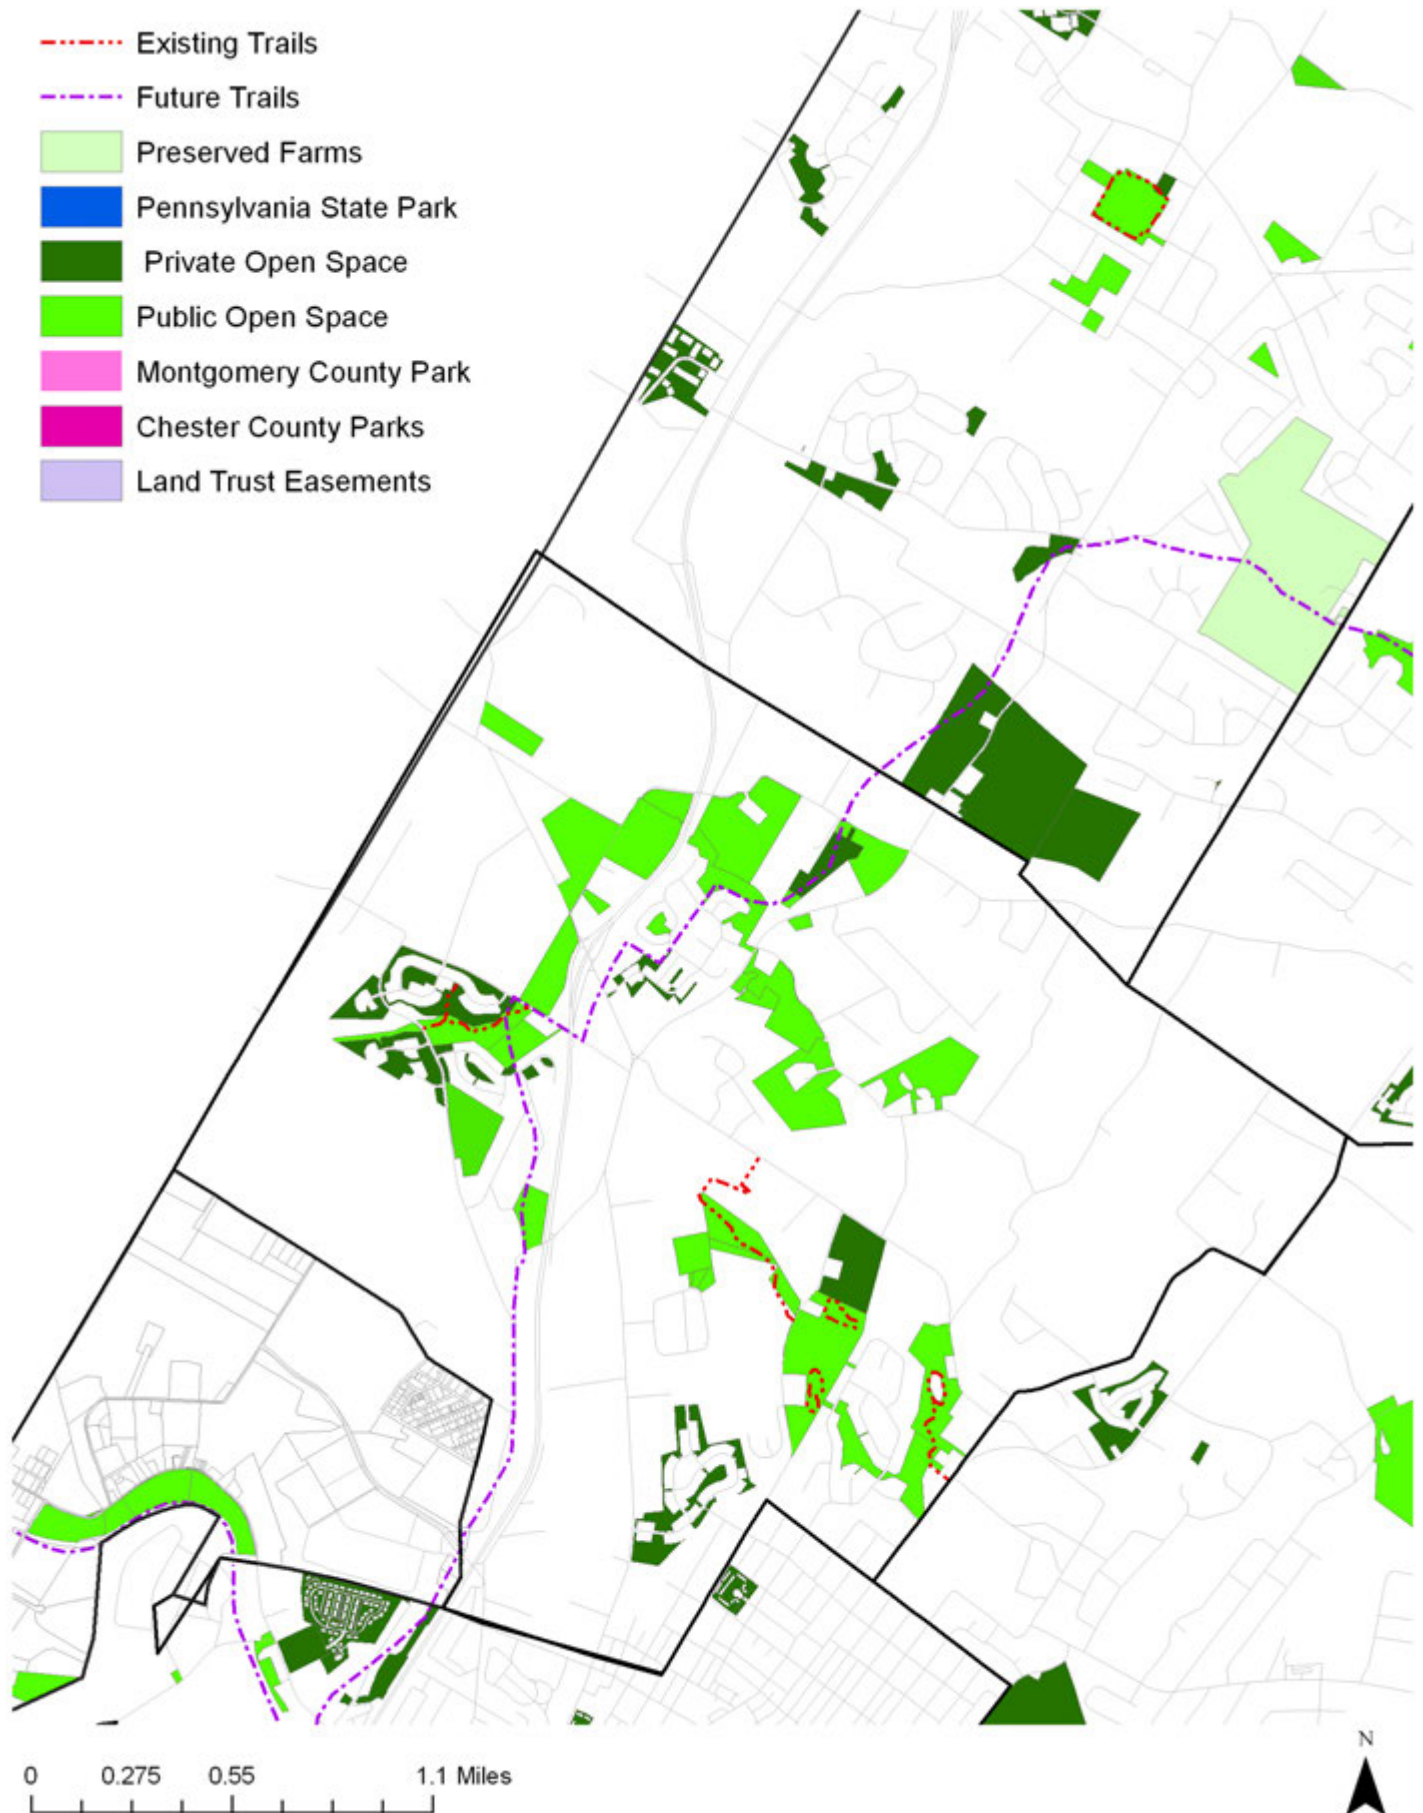 Existing Trails
Future Trails
Preserved Farms
Pennsylvania State Park
Private Open Space
Public Open Space
Montgomery County Park
Chester County Parks
Land Trust Easements
N
0 0.275 0.55 1.1 Miles